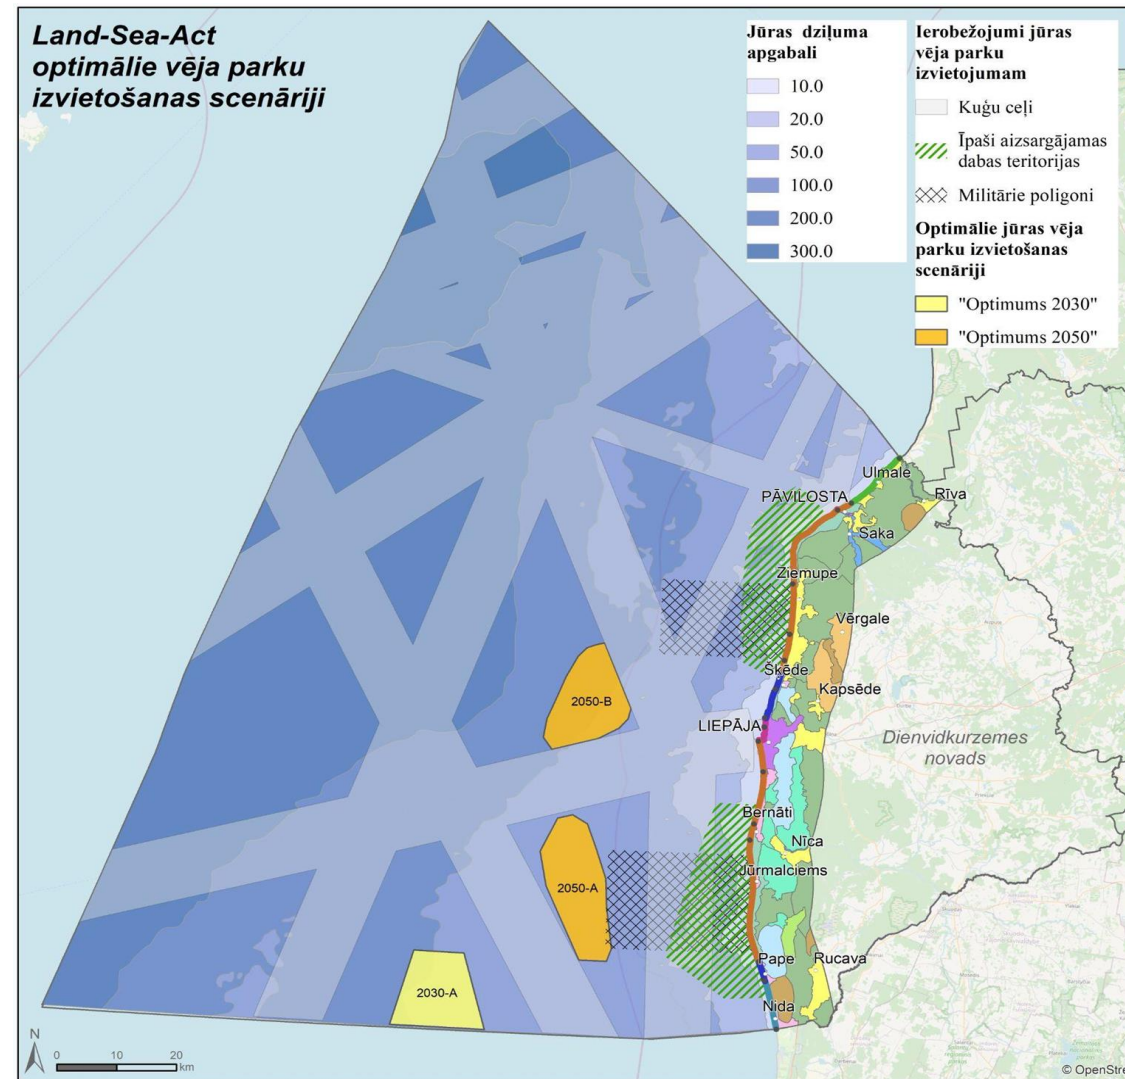 Land-Sea-Act
optimālie vēja parku
izvietošanas scenāriji
Jūras dziļuma
apgabali
10.0
20.0
50.0
100.0
200.0
300.0
Ierobežojumi jūras
vēja parku
izvietojumam
Kuģu ceļi
Īpaši aizsargājamas
dabas teritorijas
Militārie poligoni
Optimālie jūras vēja
parku izvietošanas
scenāriji
"Optimums 2030"
"Optimums 2050"
Ulmale
PĀVILOSTA
Rīva
Saka
Ziemupe
Vērgale
Šķēde
Kapsēde
2050-B
LIEPĀJA
Dienvidkurzemes
novads
Bernāti
Nīca
Jūrmalciems
2050-A
Pape
Rucava
2030-A
Nida
N
0 10 20
km
© OpenStre